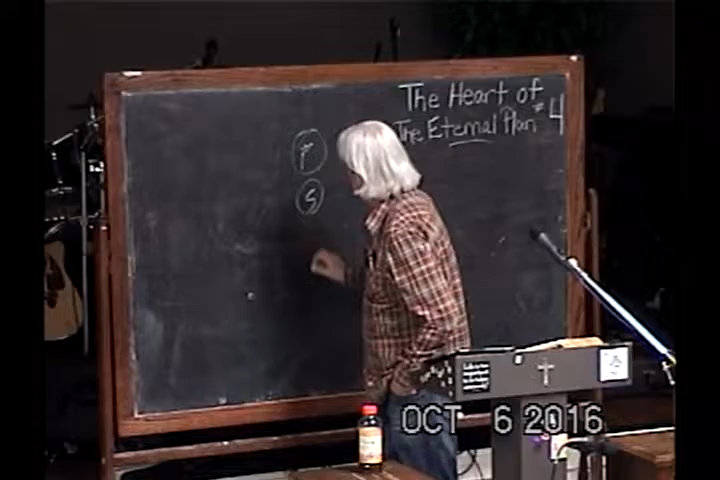 The Heart of
The Eternal Plan #4
F
S
OCT 6 2016